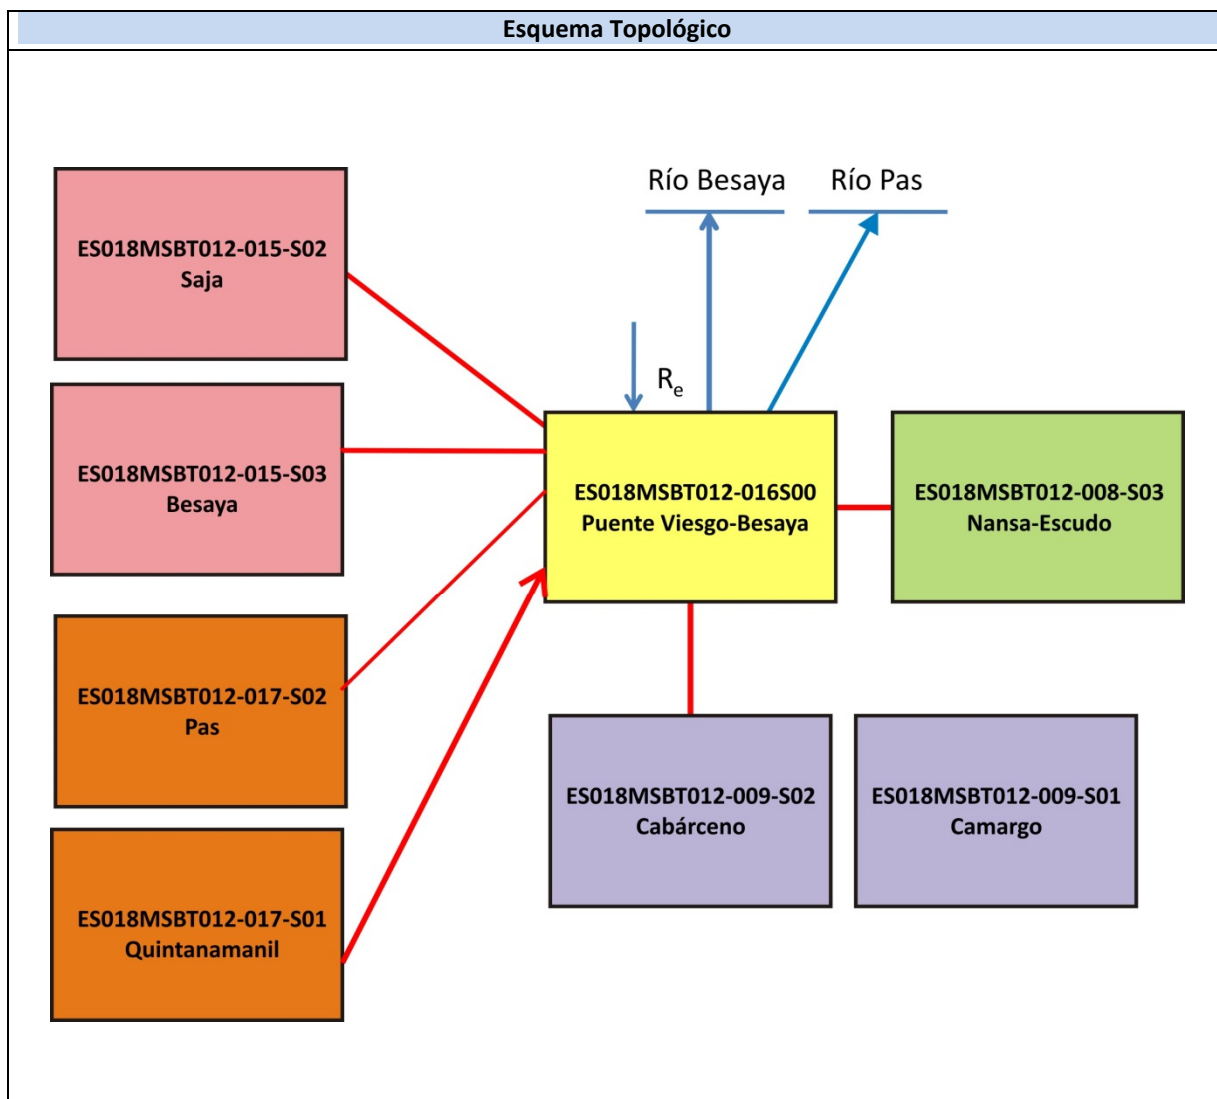 Esquema Topológico
Río Besaya
Río Pas
ES018MSBT012-015-S02
Saja
R_e
ES018MSBT012-015-S03
Besaya
ES018MSBT012-016S00
Puente Viesgo-Besaya
ES018MSBT012-008-S03
Nansa-Escudo
ES018MSBT012-017-S02
Pas
ES018MSBT012-009-S02
Cabárceno
ES018MSBT012-009-S01
Camargo
ES018MSBT012-017-S01
Quintanamanil